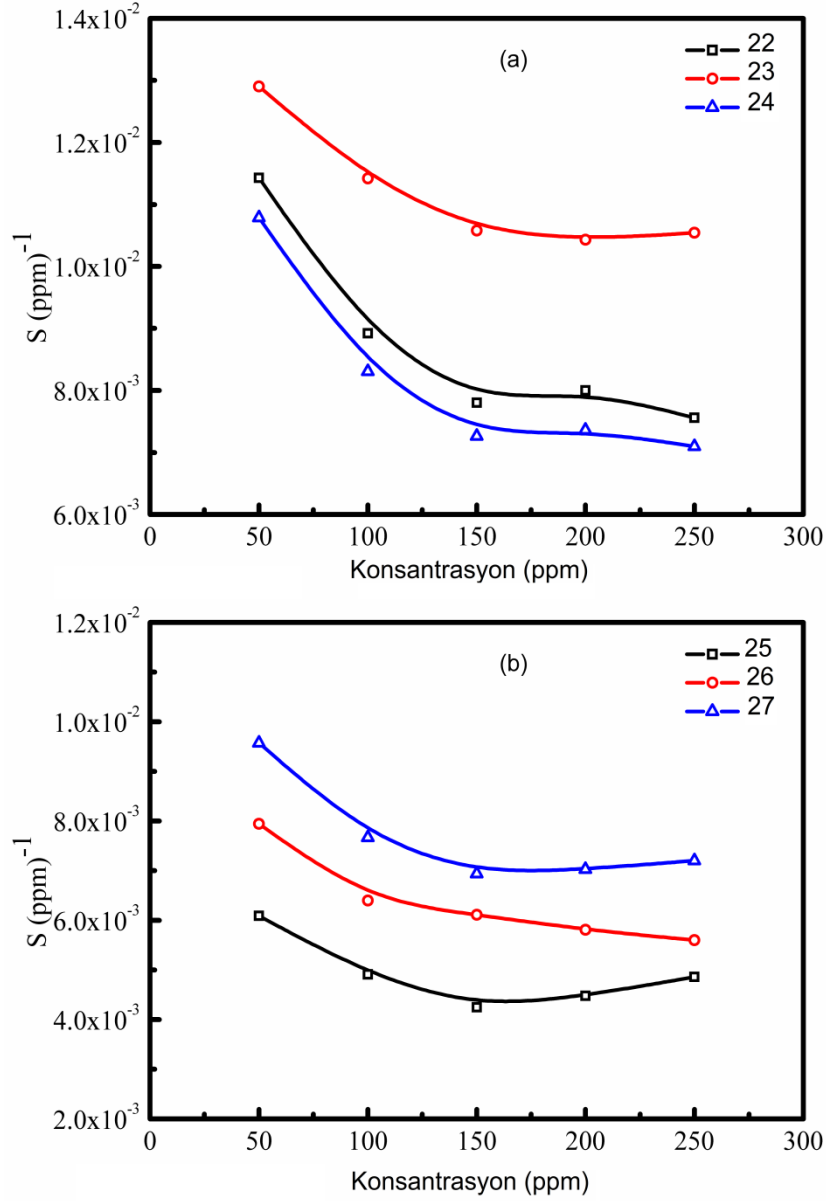 1.4x10⁻²
(a)
22
23
24
1.2x10⁻²
1.0x10⁻²
8.0x10⁻³
6.0x10⁻³
S (ppm)⁻¹
0 50 100 150 200 250 300
Konsantrasyon (ppm)
1.2x10⁻²
(b)
25
26
27
1.0x10⁻²
8.0x10⁻³
6.0x10⁻³
4.0x10⁻³
2.0x10⁻³
S (ppm)⁻¹
0 50 100 150 200 250 300
Konsantrasyon (ppm)